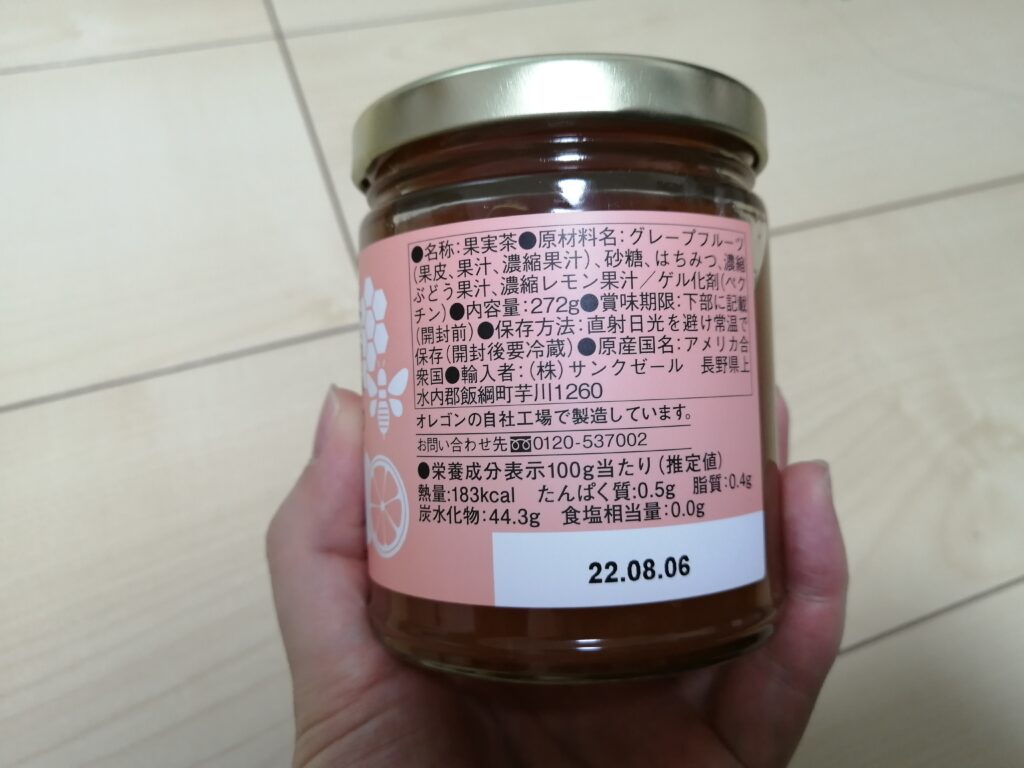 ●名称：果実茶●原材料名：グレープフルーツ
(果皮、果汁、濃縮果汁)、砂糖、はちみつ、濃縮
ぶどう果汁、濃縮レモン果汁／ゲル化剤(ペク
チン)●内容量：272g●賞味期限：下部に記載
(開封前)●保存方法：直射日光を避け常温で
保存(開封後要冷蔵)●原産国名：アメリカ合
衆国●輸入者：(株)サンクゼール 長野県上
水内郡飯綱町芋川1260
オレゴンの自社工場で製造しています。
お問い合わせ先 0120-537002
●栄養成分表示100g当たり(推定値)
熱量:183kcal たんぱく質:0.5g 脂質:0.4g
炭水化物:44.3g 食塩相当量:0.0g
22.08.06